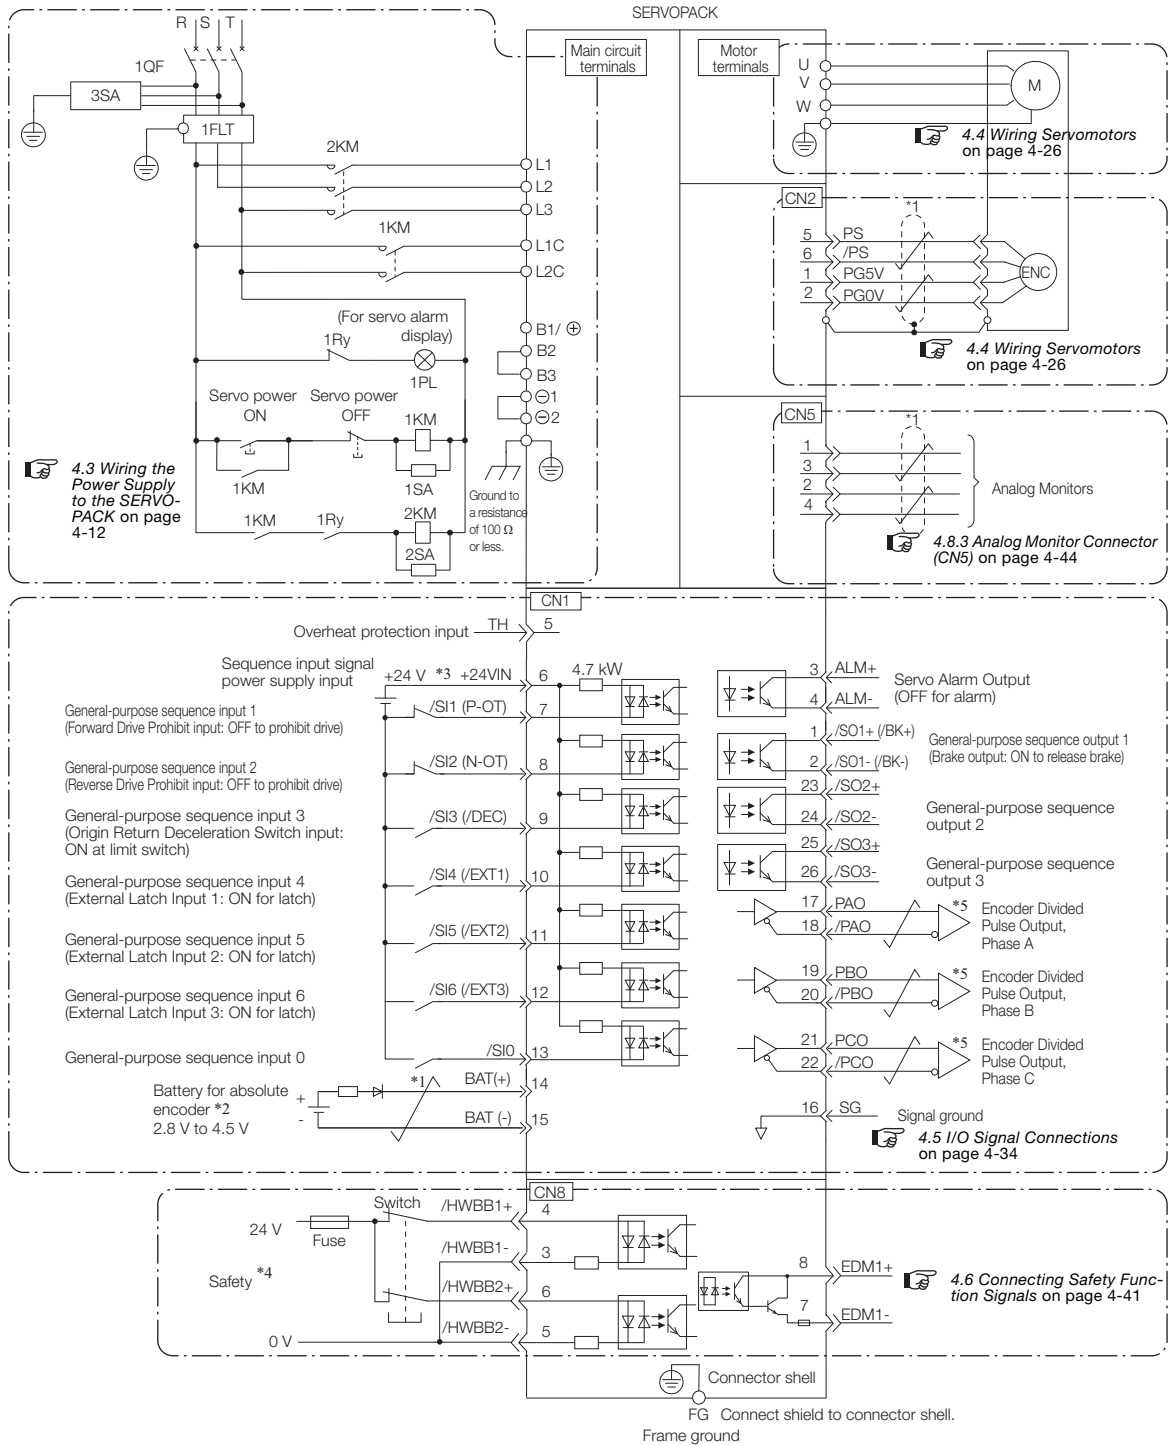 SERVOPACK
R S T
Main circuit
terminals
Motor
terminals
1QF
3SA
1FLT
2KM
L1
L2
L3
1KM
L1C
L2C
(For servo alarm
display)
1Ry
1PL
B1/ ⊕
B2
B3
⊖1
⊖2
Servo power
ON
Servo power
OFF
1KM
1KM
1SA
4.3 Wiring the
Power Supply
to the SERVO-
PACK on page
4-12
1KM
1Ry
2KM
2SA
Ground to
a resistance
of 100 Ω
or less.
U
V
W
M
4.4 Wiring Servomotors
on page 4-26
CN2
*1
5 PS
6 /PS
1 PG5V
2 PG0V
ENC
4.4 Wiring Servomotors
on page 4-26
CN5
*1
1
3
2
4
Analog Monitors
4.8.3 Analog Monitor Connector
(CN5) on page 4-44
CN1
Overheat protection input TH 5
Sequence input signal
power supply input
+24 V *3 +24VIN 6
4.7 kW
General-purpose sequence input 1
(Forward Drive Prohibit input: OFF to prohibit drive)
/SI1 (P-OT) 7
General-purpose sequence input 2
(Reverse Drive Prohibit input: OFF to prohibit drive)
/SI2 (N-OT) 8
General-purpose sequence input 3
(Origin Return Deceleration Switch input:
ON at limit switch)
/SI3 (/DEC) 9
General-purpose sequence input 4
(External Latch Input 1: ON for latch)
/SI4 (/EXT1) 10
General-purpose sequence input 5
(External Latch Input 2: ON for latch)
/SI5 (/EXT2) 11
General-purpose sequence input 6
(External Latch Input 3: ON for latch)
/SI6 (/EXT3) 12
General-purpose sequence input 0
/SI0 13
Battery for absolute
encoder *2
2.8 V to 4.5 V
+
-
*1
BAT(+) 14
BAT (-) 15
3 ALM+
4 ALM-
Servo Alarm Output
(OFF for alarm)
1 /SO1+ (/BK+)
2 /SO1- (/BK-)
General-purpose sequence output 1
(Brake output: ON to release brake)
23 /SO2+
24 /SO2-
General-purpose sequence
output 2
25 /SO3+
26 /SO3-
General-purpose sequence
output 3
17 PAO
18 /PAO
*5
Encoder Divided
Pulse Output,
Phase A
19 PBO
20 /PBO
*5
Encoder Divided
Pulse Output,
Phase B
21 PCO
22 /PCO
*5
Encoder Divided
Pulse Output,
Phase C
16 SG
Signal ground
4.5 I/O Signal Connections
on page 4-34
CN8
24 V
Fuse
Switch
Safety *4
0 V
/HWBB1+ 4
/HWBB1- 3
/HWBB2+ 6
/HWBB2- 5
8 EDM1+
7 EDM1-
4.6 Connecting Safety Func-
tion Signals on page 4-41
Connector shell
FG Connect shield to connector shell.
Frame ground